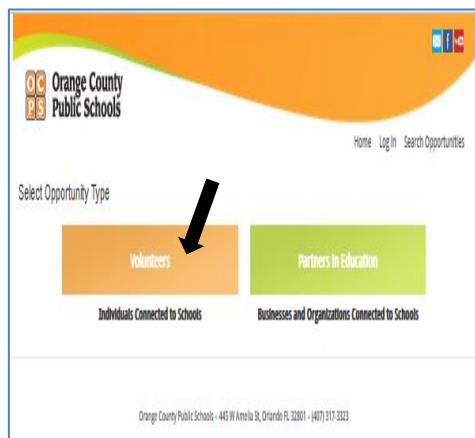 OC Orange County
PS Public Schools
Home Log In Search Opportunities
Select Opportunity Type
Volunteers Partners in Education
Individuals Connected to Schools Businesses and Organizations Connected to Schools
Orange County Public Schools - 445 W Amelia St, Orlando FL 32801 - (407) 317-3323